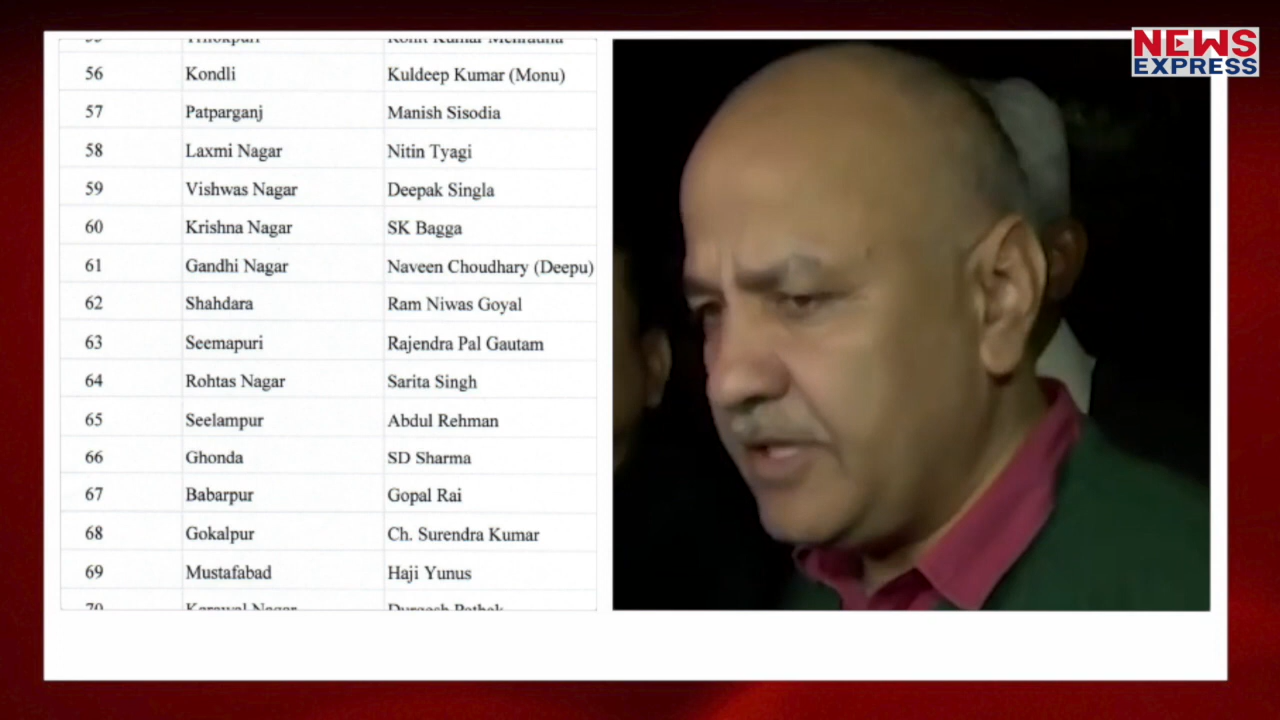 NEWS
EXPRESS
56 Kondli Kuldeep Kumar (Monu)
57 Patparganj Manish Sisodia
58 Laxmi Nagar Nitin Tyagi
59 Vishwas Nagar Deepak Singla
60 Krishna Nagar SK Bagga
61 Gandhi Nagar Naveen Choudhary (Deepu)
62 Shahdara Ram Niwas Goyal
63 Seemapuri Rajendra Pal Gautam
64 Rohtas Nagar Sarita Singh
65 Seelampur Abdul Rehman
66 Ghonda SD Sharma
67 Babarpur Gopal Rai
68 Gokalpur Ch. Surendra Kumar
69 Mustafabad Haji Yunus